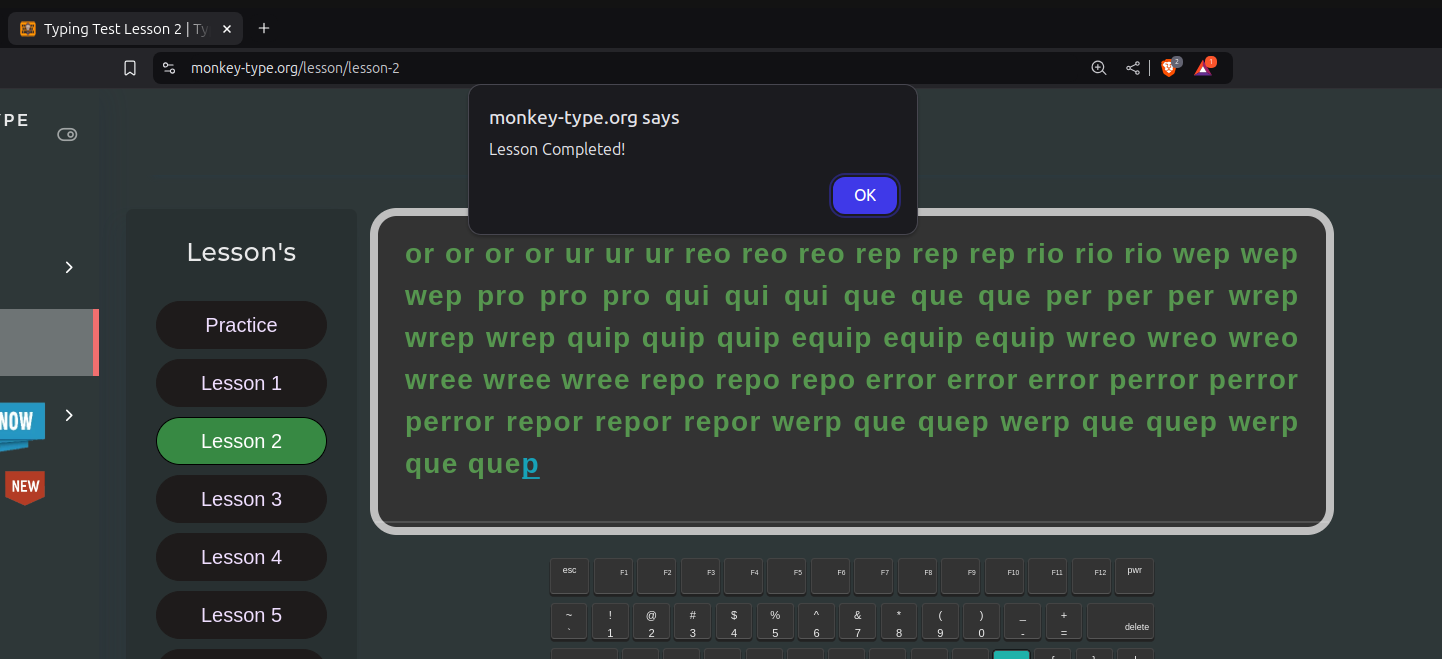 Typing Test Lesson 2 | Ty
monkey-type.org/lesson/lesson-2
2
1
YPE
monkey-type.org says
Lesson Completed!
OK
Lesson's
Practice
Lesson 1
Lesson 2
Lesson 3
Lesson 4
Lesson 5
NOW
NEW
or or or or ur ur ur reo reo reo rep rep rep rio rio rio wep wep
wep pro pro pro qui qui qui que que que per per per wrep
wrep wrep quip quip quip equip equip equip wreo wreo wreo
wree wree wree repo repo repo error error error perror perror
perror repor repor repor werp que quep werp que quep werp
que quep
esc F1 F2 F3 F4 F5 F6 F7 F8 F9 F10 F11 F12 pwr
~ ! @ # $ % ^ & * ( ) _ +
` 1 2 3 4 5 6 7 8 9 0 - = delete